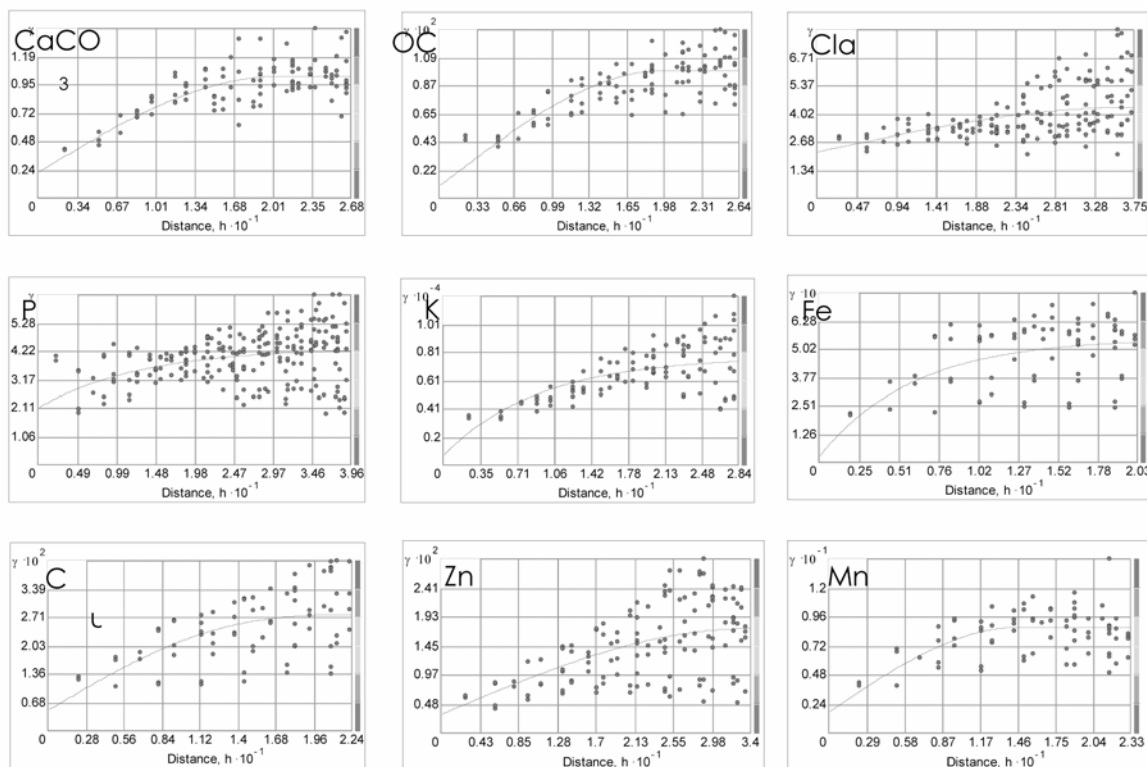 γ
CaCO
3
1.19
0.95
0.72
0.48
0.24
0 0.34 0.67 1.01 1.34 1.68 2.01 2.35 2.68
Distance, h · 10⁻¹
γ · 10²
OC
1.09
0.87
0.65
0.43
0.22
0 0.33 0.66 0.99 1.32 1.65 1.98 2.31 2.64
Distance, h · 10⁻¹
γ
Cla
6.71
5.37
4.02
2.68
1.34
0 0.47 0.94 1.41 1.88 2.34 2.81 3.28 3.75
Distance, h · 10⁻¹
γ
P
5.28
4.22
3.17
2.11
1.06
0 0.49 0.99 1.48 1.98 2.47 2.97 3.46 3.96
Distance, h · 10⁻¹
γ · 10⁻⁴
K
1.01
0.81
0.61
0.41
0.2
0 0.35 0.71 1.06 1.42 1.78 2.13 2.48 2.84
Distance, h · 10⁻¹
γ · 10
Fe
6.28
5.02
3.77
2.51
1.26
0 0.25 0.51 0.76 1.02 1.27 1.52 1.78 2.03
Distance, h · 10⁻¹
γ · 10²
C
3.39
2.71
2.03
1.36
0.68
0 0.28 0.56 0.84 1.12 1.4 1.68 1.96 2.24
Distance, h · 10⁻¹
γ · 10²
Zn
2.41
1.93
1.45
0.97
0.48
0 0.43 0.85 1.28 1.7 2.13 2.55 2.98 3.4
Distance, h · 10⁻¹
γ · 10⁻¹
Mn
1.2
0.96
0.72
0.48
0.24
0 0.29 0.58 0.87 1.17 1.46 1.75 2.04 2.33
Distance, h · 10⁻¹